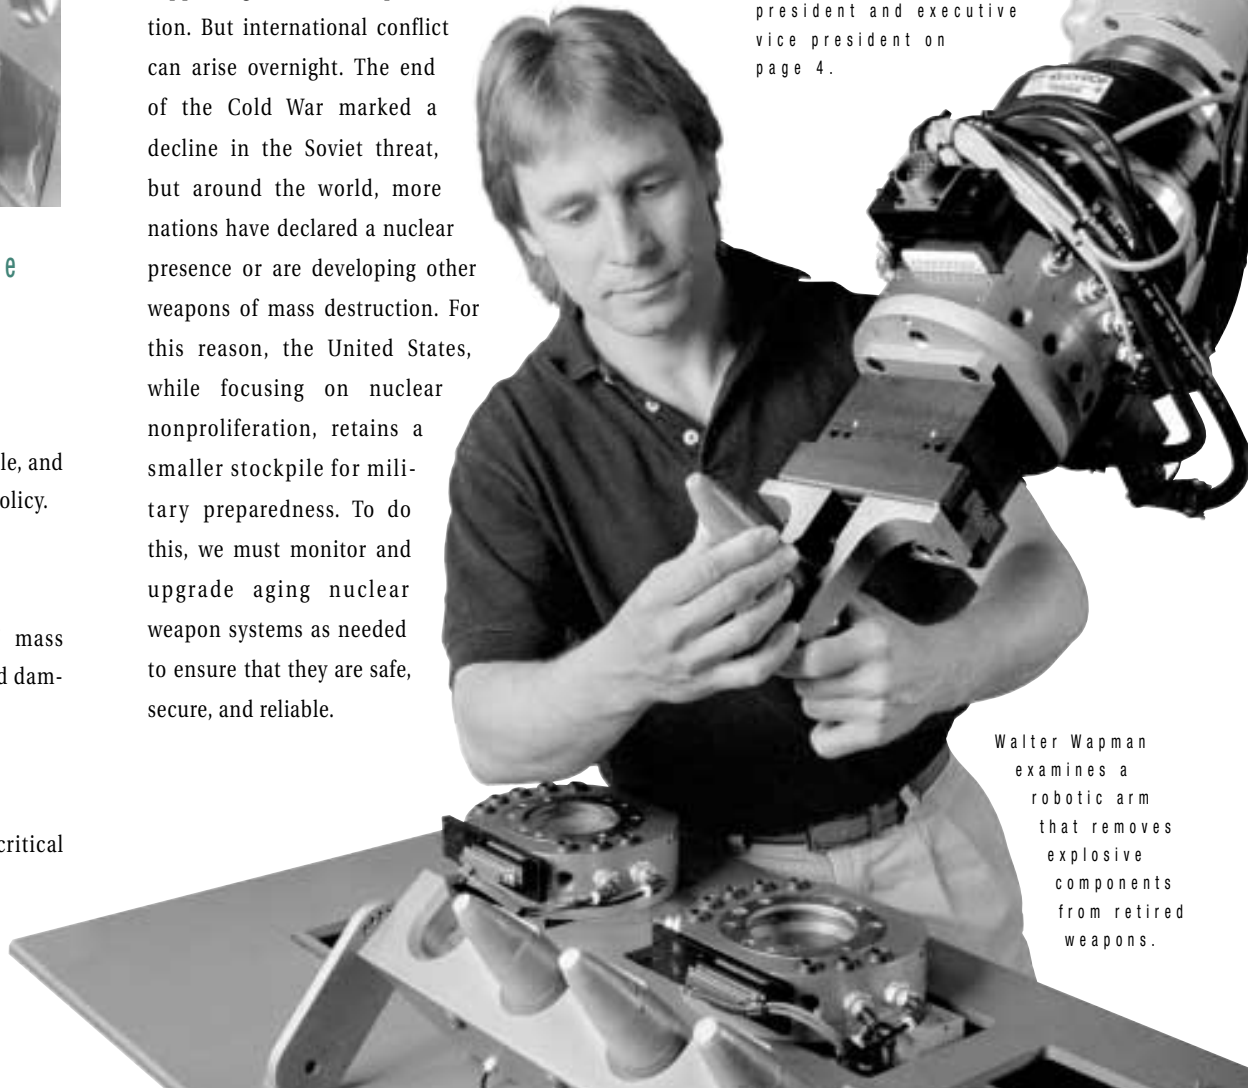 e
le, and
olicy.
mass
d dam-
critical
tion. But international conflict
can arise overnight. The end
of the Cold War marked a
decline in the Soviet threat,
but around the world, more
nations have declared a nuclear
presence or are developing other
weapons of mass destruction. For
this reason, the United States,
while focusing on nuclear
nonproliferation, retains a
smaller stockpile for mili-
tary preparedness. To do
this, we must monitor and
upgrade aging nuclear
weapon systems as needed
to ensure that they are safe,
secure, and reliable.
president and executive
vice president on
page 4.
Walter Wapman
examines a
robotic arm
that removes
explosive
components
from retired
weapons.